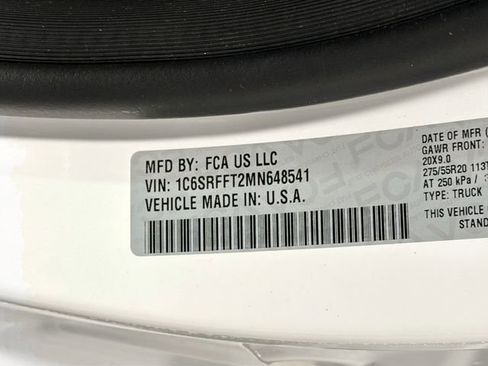 MFD BY: FCA US LLC
VIN: 1C6SRFFT2MN648541
VEHICLE MADE IN: U.S.A.
DATE OF MFR
GAWR FRONT:
20X9.0
275/55R20 113T
AT 250 kPa /
TYPE: TRUCK
THIS VEHICLE
STAND